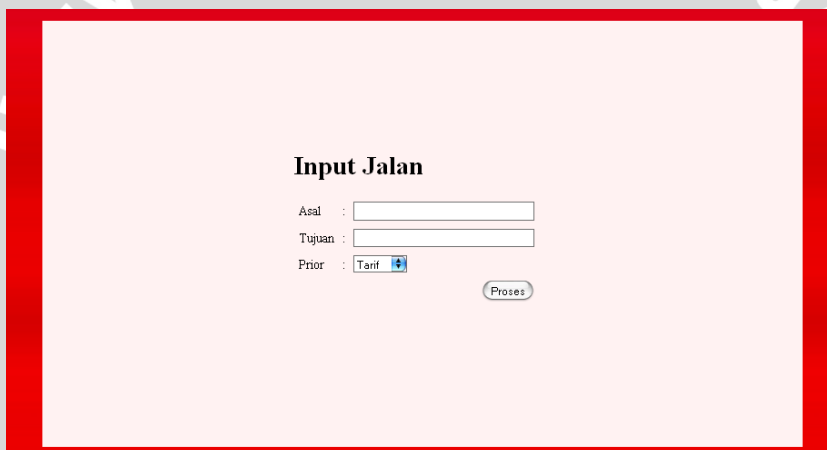 Input Jalan
Asal :
Tujuan :
Prior : Tarif
Proses